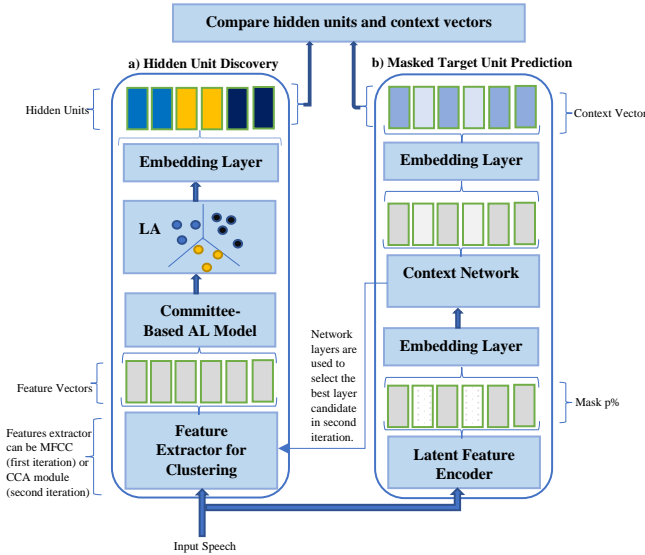 Compare hidden units and context vectors
a) Hidden Unit Discovery
Hidden Units
Embedding Layer
LA
Committee-
Based AL Model
Feature Vectors
Features extractor
can be MFCC
(first iteration) or
CCA module
(second iteration)
Feature
Extractor for
Clustering
Input Speech
Network
layers are
used to
select the
best layer
candidate
in second
iteration.
b) Masked Target Unit Prediction
Context Vector
Embedding Layer
Context Network
Embedding Layer
Mask p%
Latent Feature
Encoder